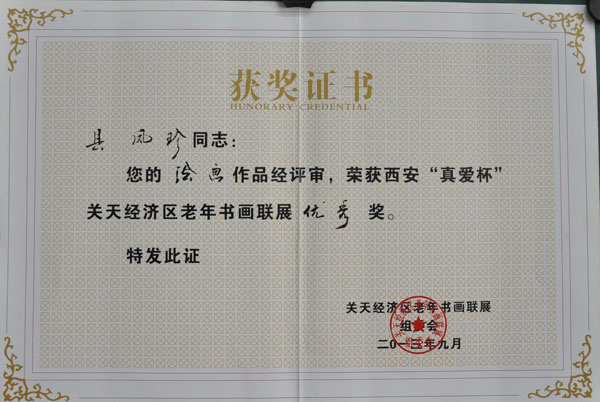 获奖证书
HUNORARY CREDENTIAL
县 凤 珍 同志：
您的 绘画 作品经评审，荣获西安“真爱杯”
关天经济区老年书画联展 优秀 奖。
特发此证
关天经济区老年书画联展
组委会
二0一三年九月